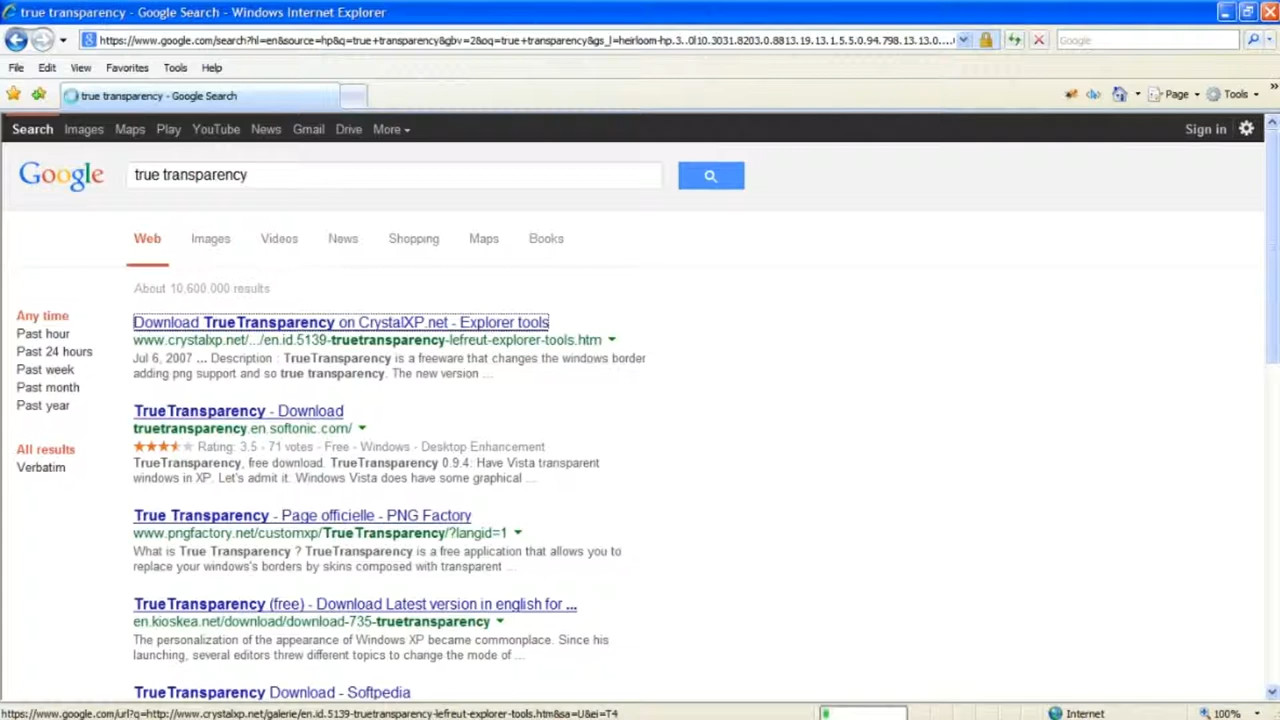 true transparency - Google Search - Windows Internet Explorer
https://www.google.com/search?hl=en&source=hp&q=true+transparency&gbv=2&oq=true+transparency&gs_l=heirloom-hp.3..0l10.3031.8203.0.8813.19.13.1.5.5.0.94.798.13.13.0.... Google
File Edit View Favorites Tools Help
true transparency - Google Search Page Tools
Search Images Maps Play YouTube News Gmail Drive More Sign in
Google true transparency
Web Images Videos News Shopping Maps Books
About 10,600,000 results
Any time
Past hour
Past 24 hours
Past week
Past month
Past year
All results
Verbatim
Download TrueTransparency on CrystalXP.net - Explorer tools
www.crystalxp.net/.../en.id.5139-truetransparency-lefreut-explorer-tools.htm
Jul 6, 2007 ... Description : TrueTransparency is a freeware that changes the windows border
adding png support and so true transparency. The new version ...
TrueTransparency - Download
truetransparency.en.softonic.com/
Rating: 3.5 - 71 votes - Free - Windows - Desktop Enhancement
TrueTransparency, free download. TrueTransparency 0.9.4: Have Vista transparent
windows in XP. Let's admit it. Windows Vista does have some graphical ...
True Transparency - Page officielle - PNG Factory
www.pngfactory.net/customxp/TrueTransparency/?langid=1
What is True Transparency ? TrueTransparency is a free application that allows you to
replace your windows's borders by skins composed with transparent ...
TrueTransparency (free) - Download Latest version in english for ...
en.kioskea.net/download/download-735-truetransparency
The personalization of the appearance of Windows XP became commonplace. Since his
launching, several editors threw different topics to change the mode of ...
TrueTransparency Download - Softpedia
https://www.google.com/url?q=http://www.crystalxp.net/galerie/en.id.5139-truetransparency-lefreut-explorer-tools.htm&sa=U&ei=T4 Internet 100%